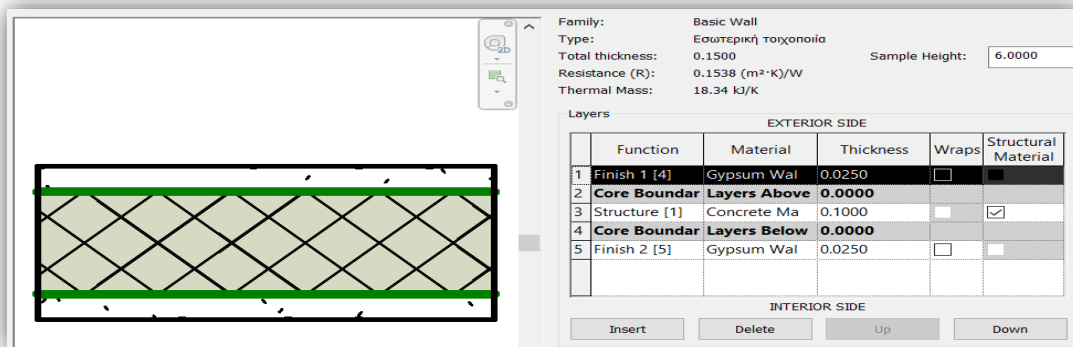 Family: Basic Wall
Type: Εσωτερική τοιχοποιία
Total thickness: 0.1500 Sample Height: 6.0000
Resistance (R): 0.1538 (m²·K)/W
Thermal Mass: 18.34 kJ/K
Layers
EXTERIOR SIDE
Function Material Thickness Wraps Structural Material
1 Finish 1 [4] Gypsum Wal 0.0250
2 Core Boundar Layers Above 0.0000
3 Structure [1] Concrete Ma 0.1000
4 Core Boundar Layers Below 0.0000
5 Finish 2 [5] Gypsum Wal 0.0250
INTERIOR SIDE
Insert Delete Up Down
2D